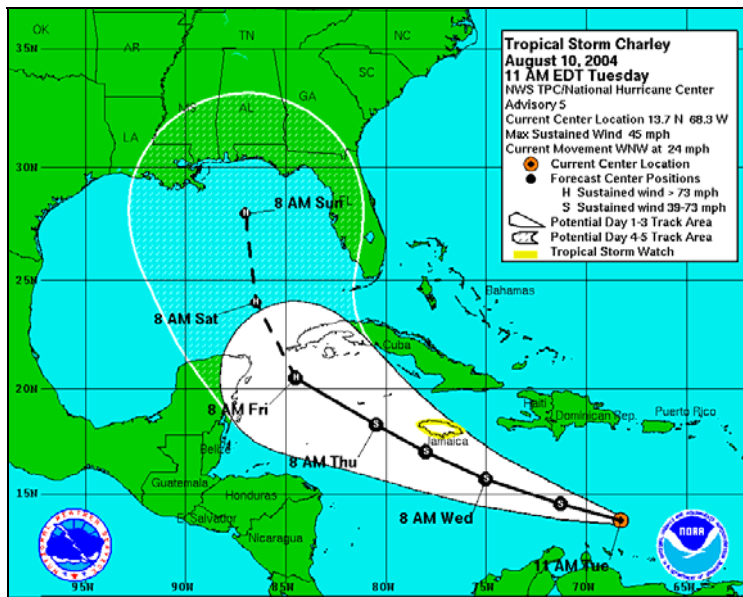 OK
AR
TN
NC
35N
MS
AL
GA
SC
LA
30N
FL
25N
20N
15N
Tropical Storm Charley
August 10, 2004
11 AM EDT Tuesday
NWS TPC/National Hurricane Center
Advisory 5
Current Center Location 13.7 N 68.3 W
Max Sustained Wind 45 mph
Current Movement WNW at 24 mph
Current Center Location
Forecast Center Positions
H Sustained wind > 73 mph
S Sustained wind 39-73 mph
Potential Day 1-3 Track Area
Potential Day 4-5 Track Area
Tropical Storm Watch
H
8 AM Sun
H
8 AM Sat
Bahamas
Cuba
H
8 AM Fri
Haiti
Dominican Rep.
Puerto Rico
S
8 AM Thu
Jamaica
S
S
8 AM Wed
S
11 AM Tue
Belize
Guatemala
Honduras
El Salvador
Nicaragua
NOAA
95W
90W
85W
80W
75W
70W
65W